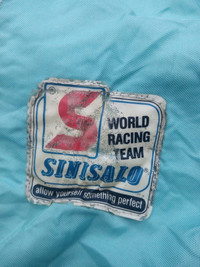 S
WORLD
RACING
TEAM
SINISALO
allow yourself something perfect